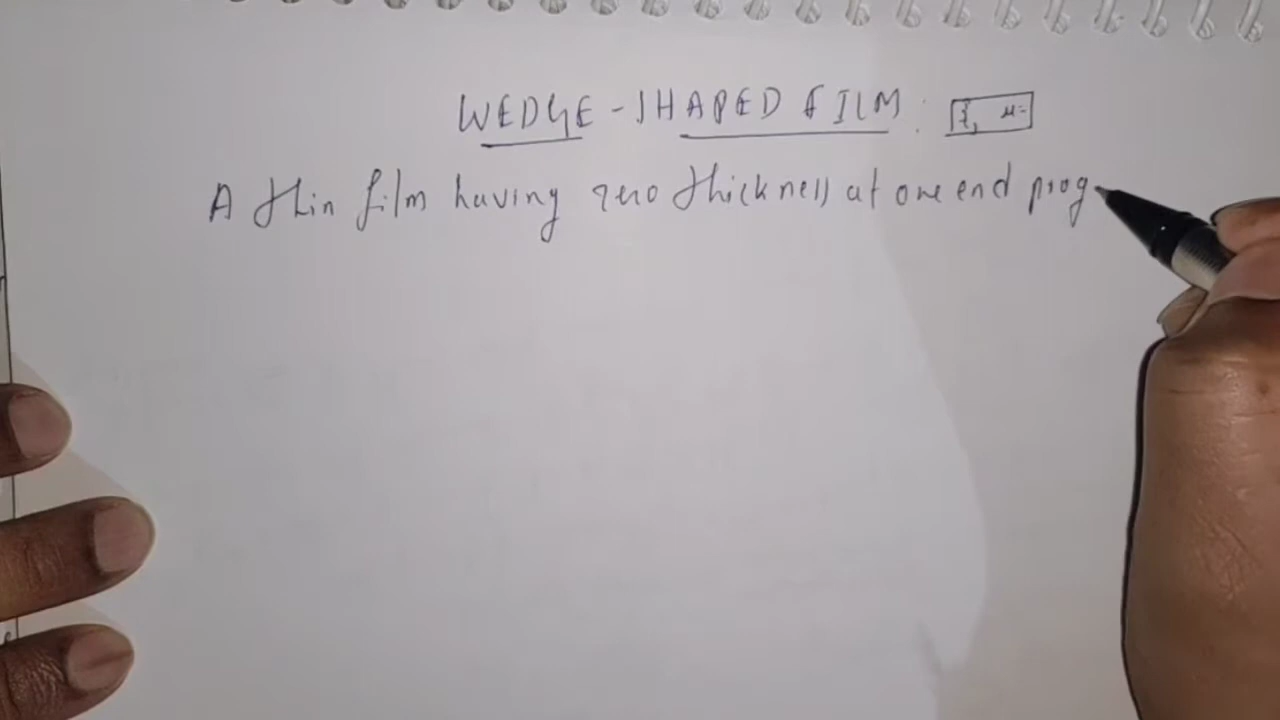 WEDGE-SHAPED FILM :
A thin film having zero thickness at one end prog